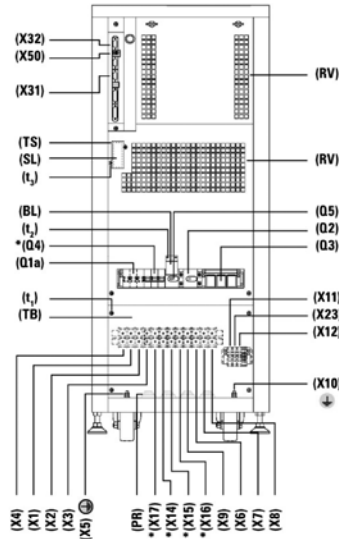 (X32)
(X50)
(X31)
(RV)
(TS)
(SL)
(t3)
(RV)
(BL)
(t2)
*(Q4)
(Q1a)
(Q5)
(Q2)
(Q3)
(t1)
(TB)
(X11)
(X23)
(X12)
(X10)
(X4)
(X1)
(X2)
(X3)
(X5)
(PR)
*(X17)
*(X14)
*(X15)
*(X16)
(X9)
(X6)
(X7)
(X8)